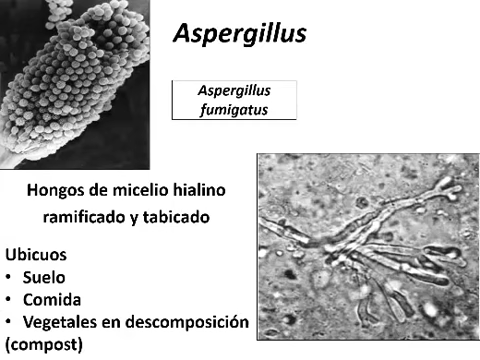 Aspergillus
Aspergillus
fumigatus
Hongos de micelio hialino
ramificado y tabicado
Ubicuos
• Suelo
• Comida
• Vegetales en descomposición
(compost)